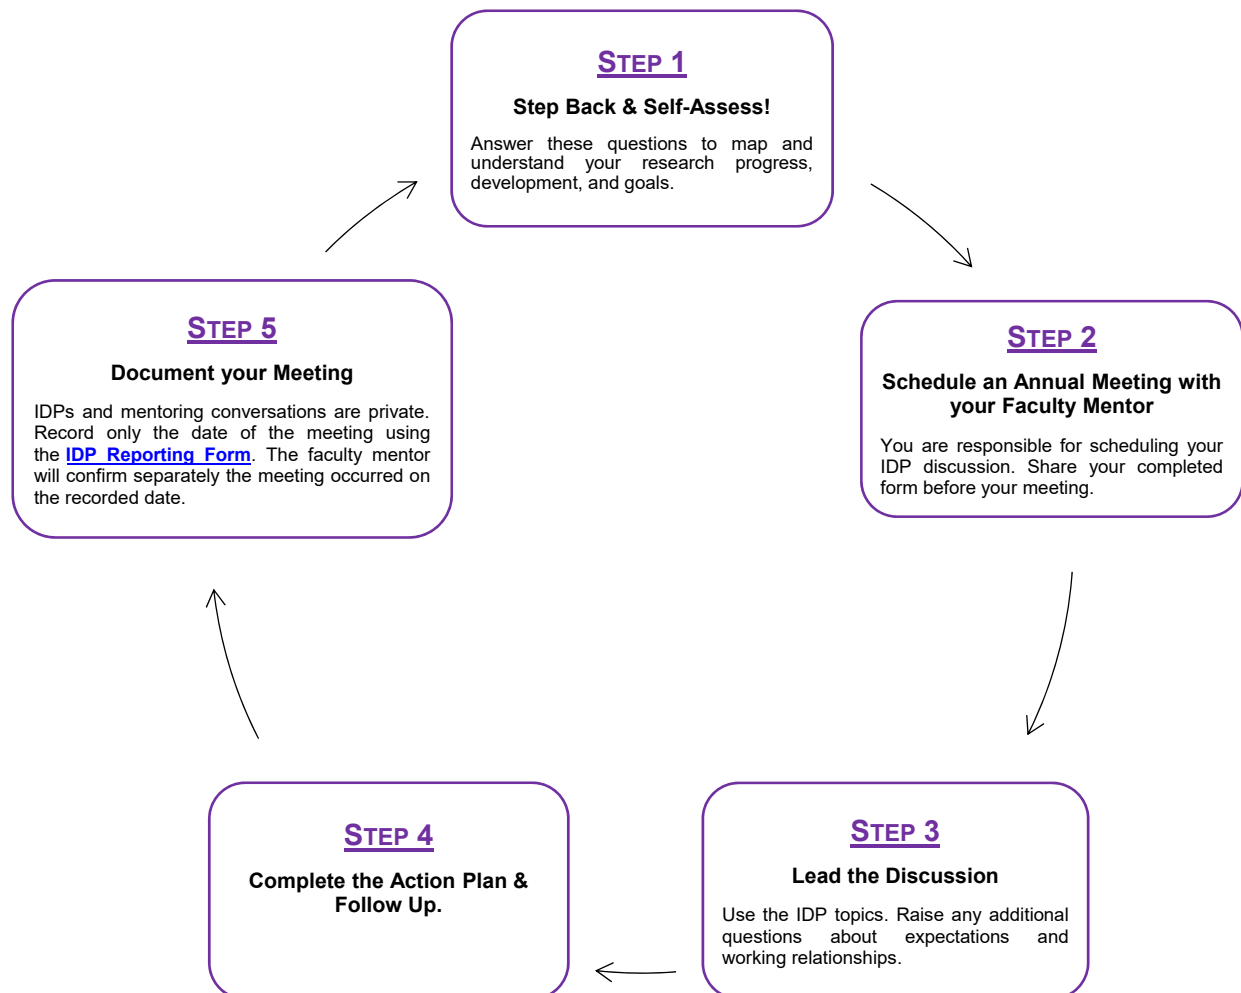 STEP 1
Step Back & Self-Assess!
Answer these questions to map and
understand your research progress,
development, and goals.
STEP 2
Schedule an Annual Meeting with
your Faculty Mentor
You are responsible for scheduling your
IDP discussion. Share your completed
form before your meeting.
STEP 3
Lead the Discussion
Use the IDP topics. Raise any additional
questions about expectations and
working relationships.
STEP 4
Complete the Action Plan &
Follow Up.
STEP 5
Document your Meeting
IDPs and mentoring conversations are private.
Record only the date of the meeting using
the IDP Reporting Form. The faculty mentor
will confirm separately the meeting occurred on
the recorded date.